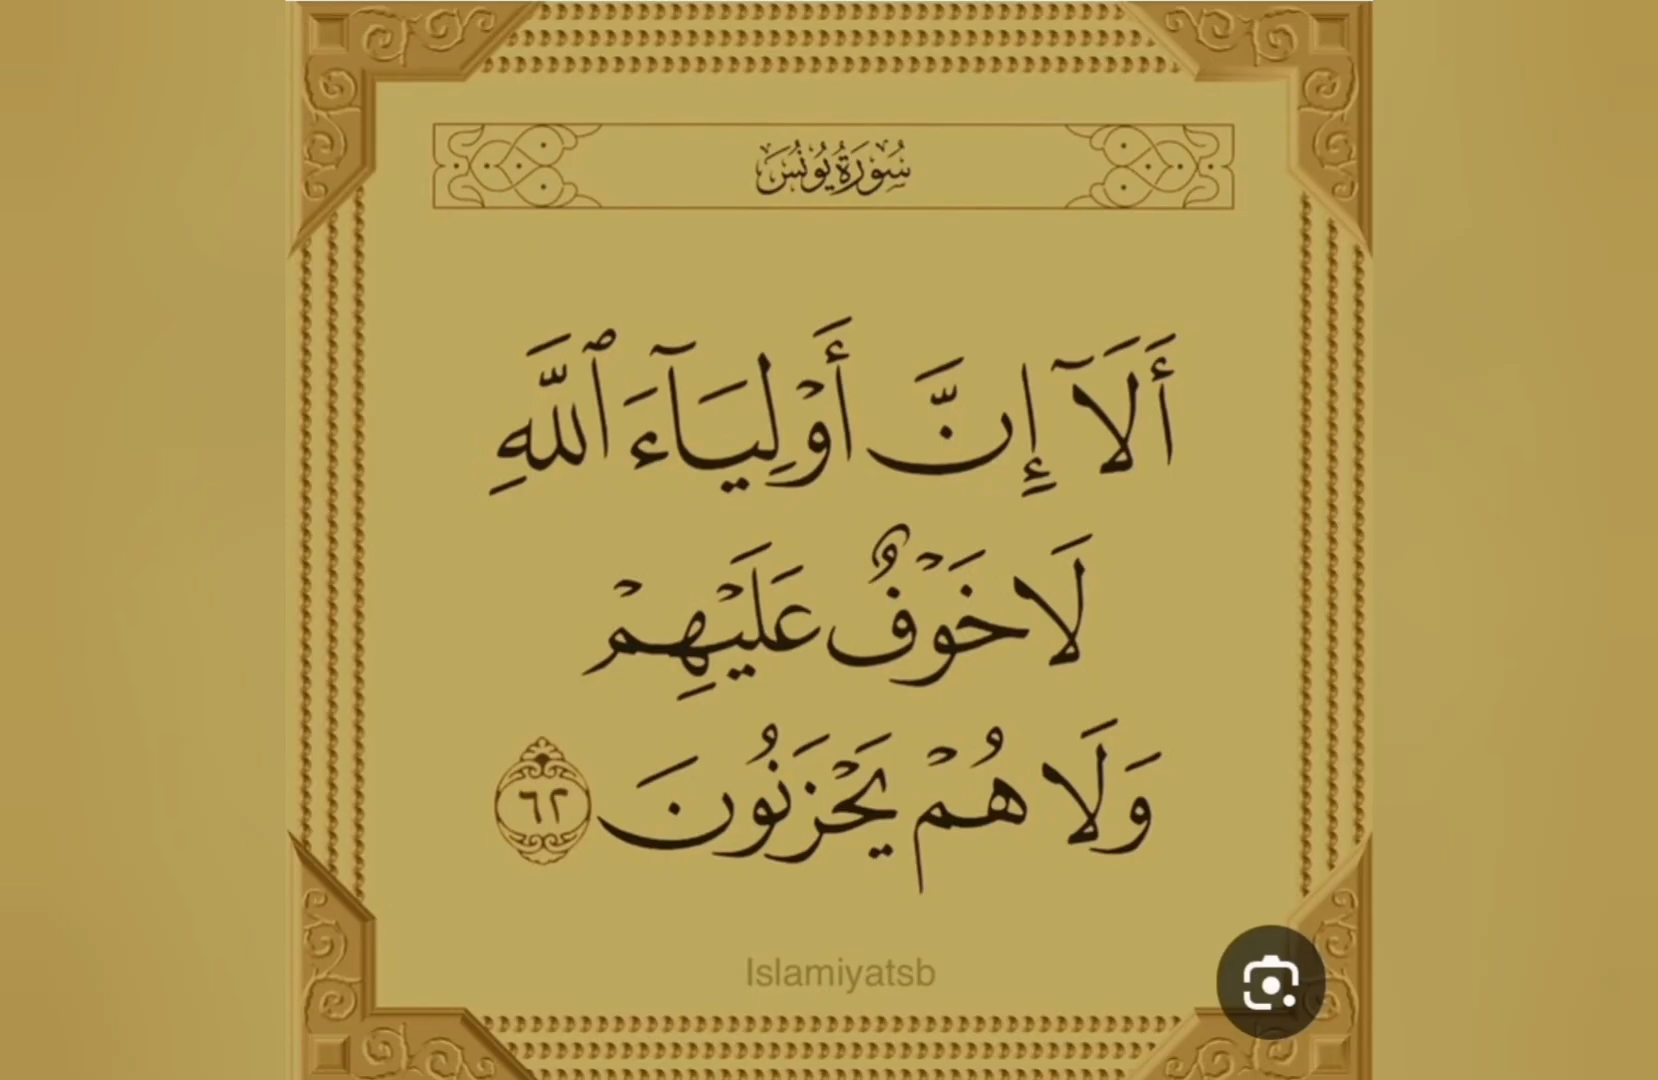 سُورَةُ يُونُسَ
أَلَآ إِنَّ أَوْلِيَآءَ ٱللَّهِ
لَا خَوْفٌ عَلَيْهِمْ
وَلَا هُمْ يَحْزَنُونَ ٦٢
Islamiyatsb